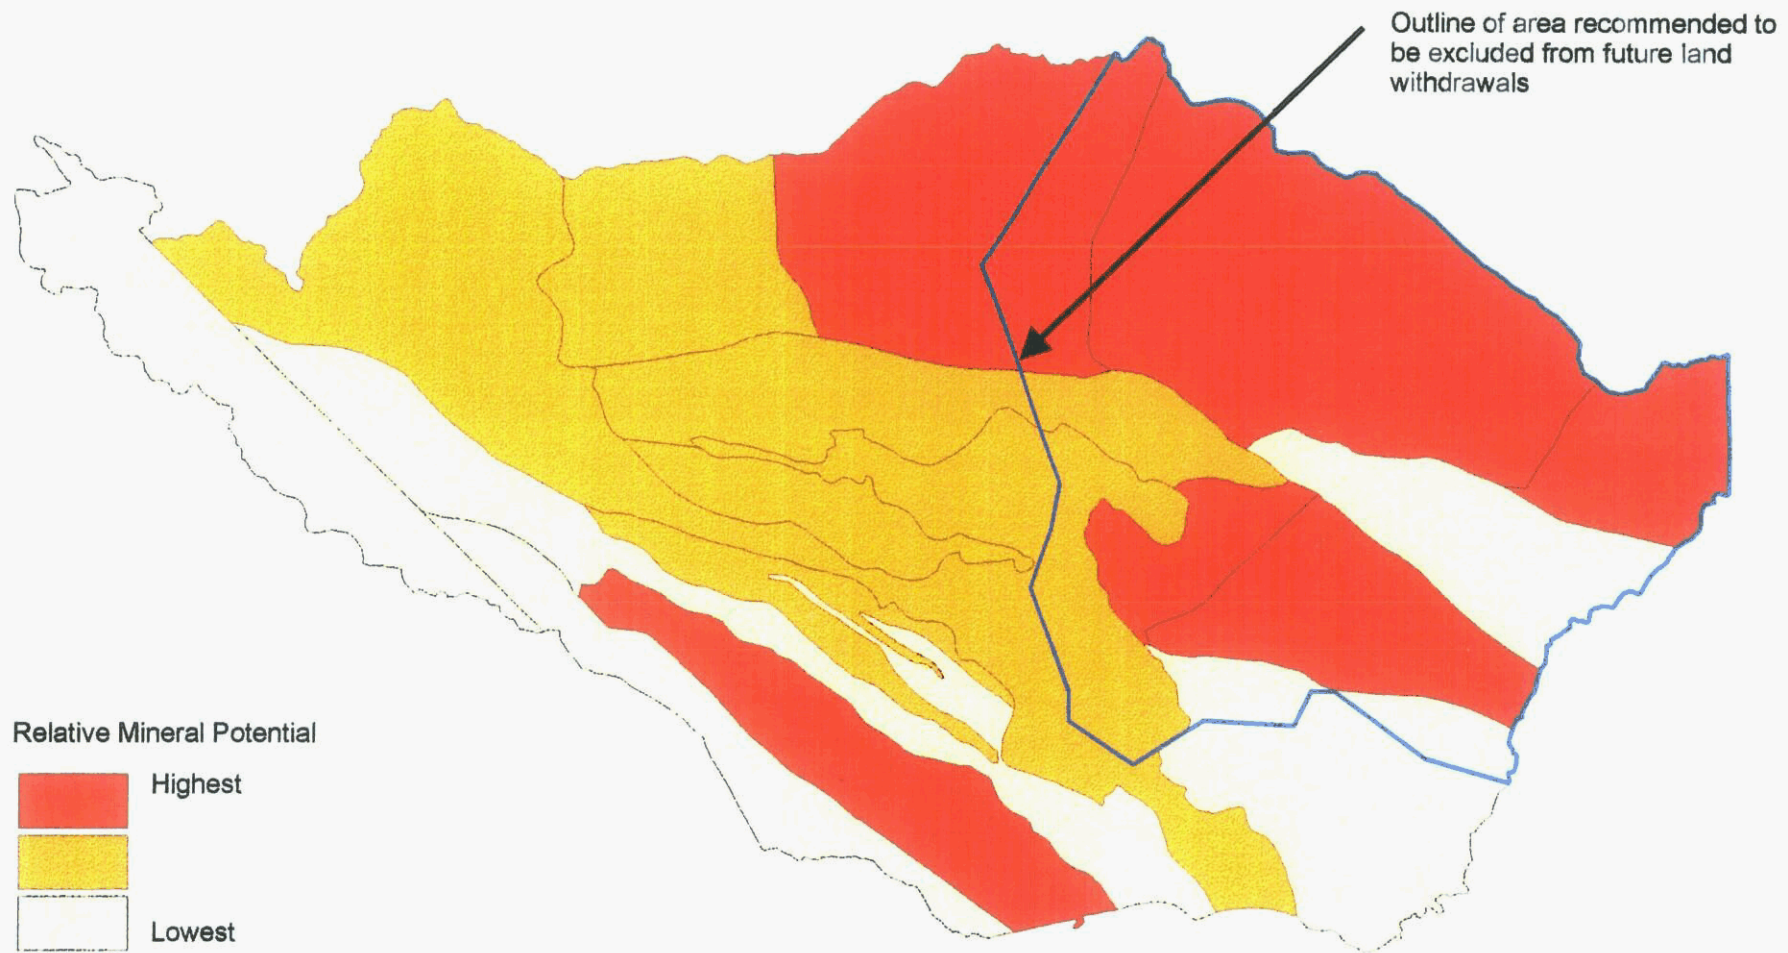 Outline of area recommended to
be excluded from future land
withdrawals
Relative Mineral Potential
Highest
Lowest